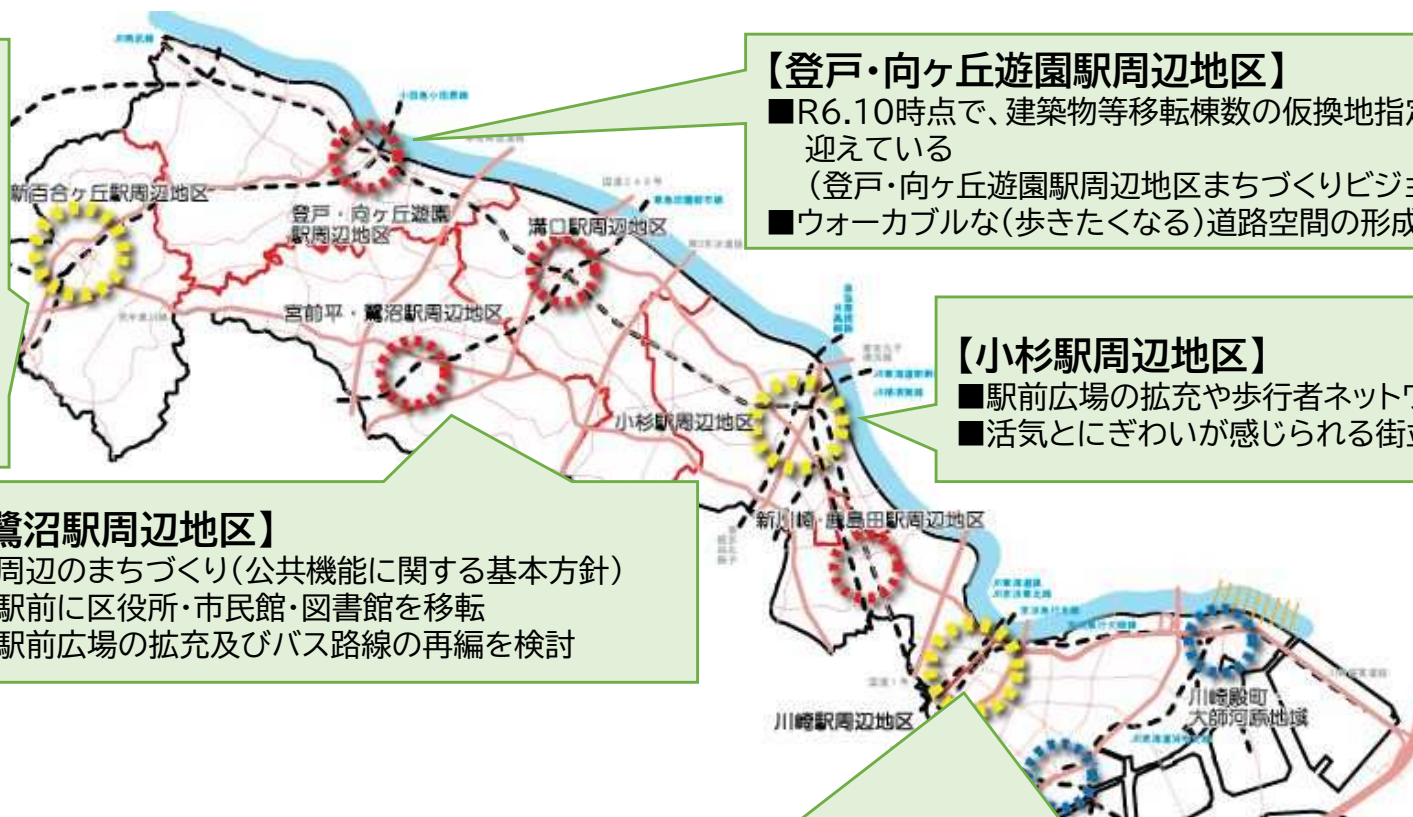 【登戸・向ヶ丘遊園駅周辺地区】
■R6.10時点で、建築物等移転棟数の仮換地指定
迎えている
(登戸・向ヶ丘遊園駅周辺地区まちづくりビジョ
■ウォーカブルな(歩きたくなる)道路空間の形成
新百合ヶ丘駅周辺地区
登戸・向ヶ丘遊園
駅周辺地区
溝口駅周辺地区
宮前平・鷺沼駅周辺地区
【小杉駅周辺地区】
■駅前広場の拡充や歩行者ネットワ
■活気とにぎわいが感じられる街並
小杉駅周辺地区
鷺沼駅周辺地区】
周辺のまちづくり(公共機能に関する基本方針)
駅前に区役所・市民館・図書館を移転
駅前広場の拡充及びバス路線の再編を検討
新川崎・鹿島田駅周辺地区
川崎駅周辺地区
川崎殿町
大師河原地域